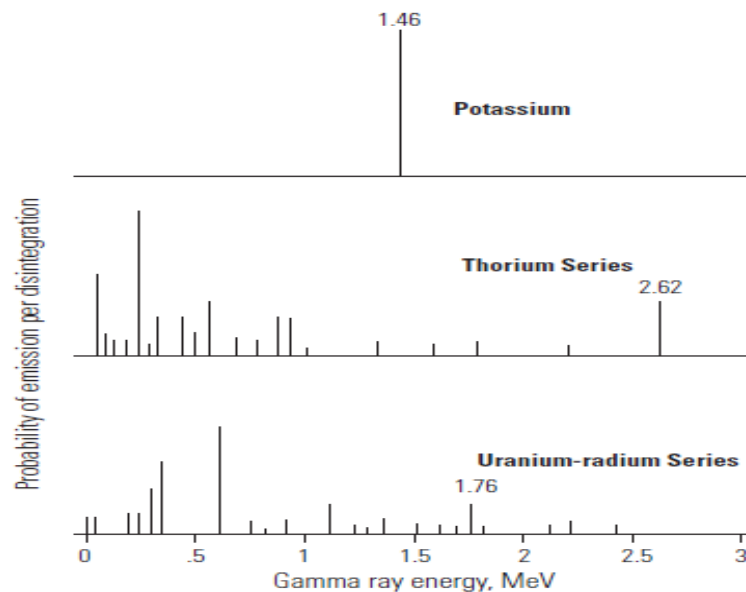 1.46
Potassium
Thorium Series
2.62
Uranium-radium Series
1.76
Probability of emission per disintegration
0 .5 1 1.5 2 2.5 3
Gamma ray energy, MeV